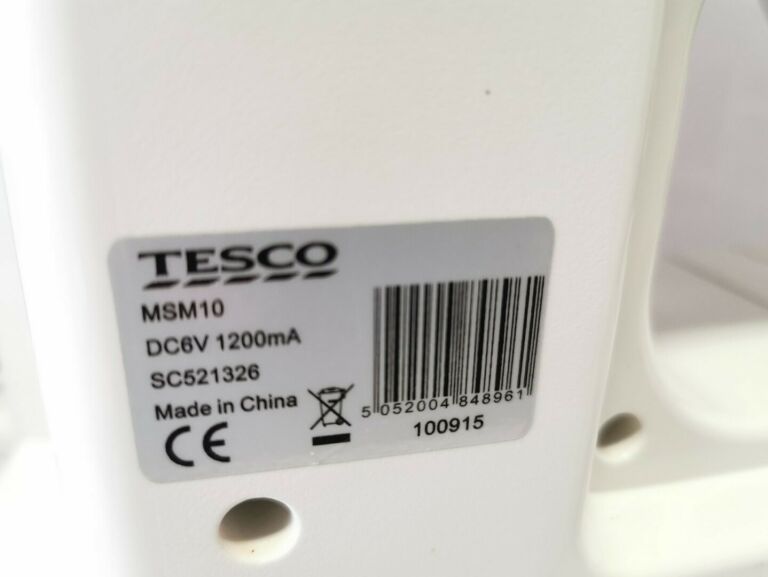 TESCO
MSM10
DC6V 1200mA
SC521326
Made in China
CE
5 052004 848961
100915